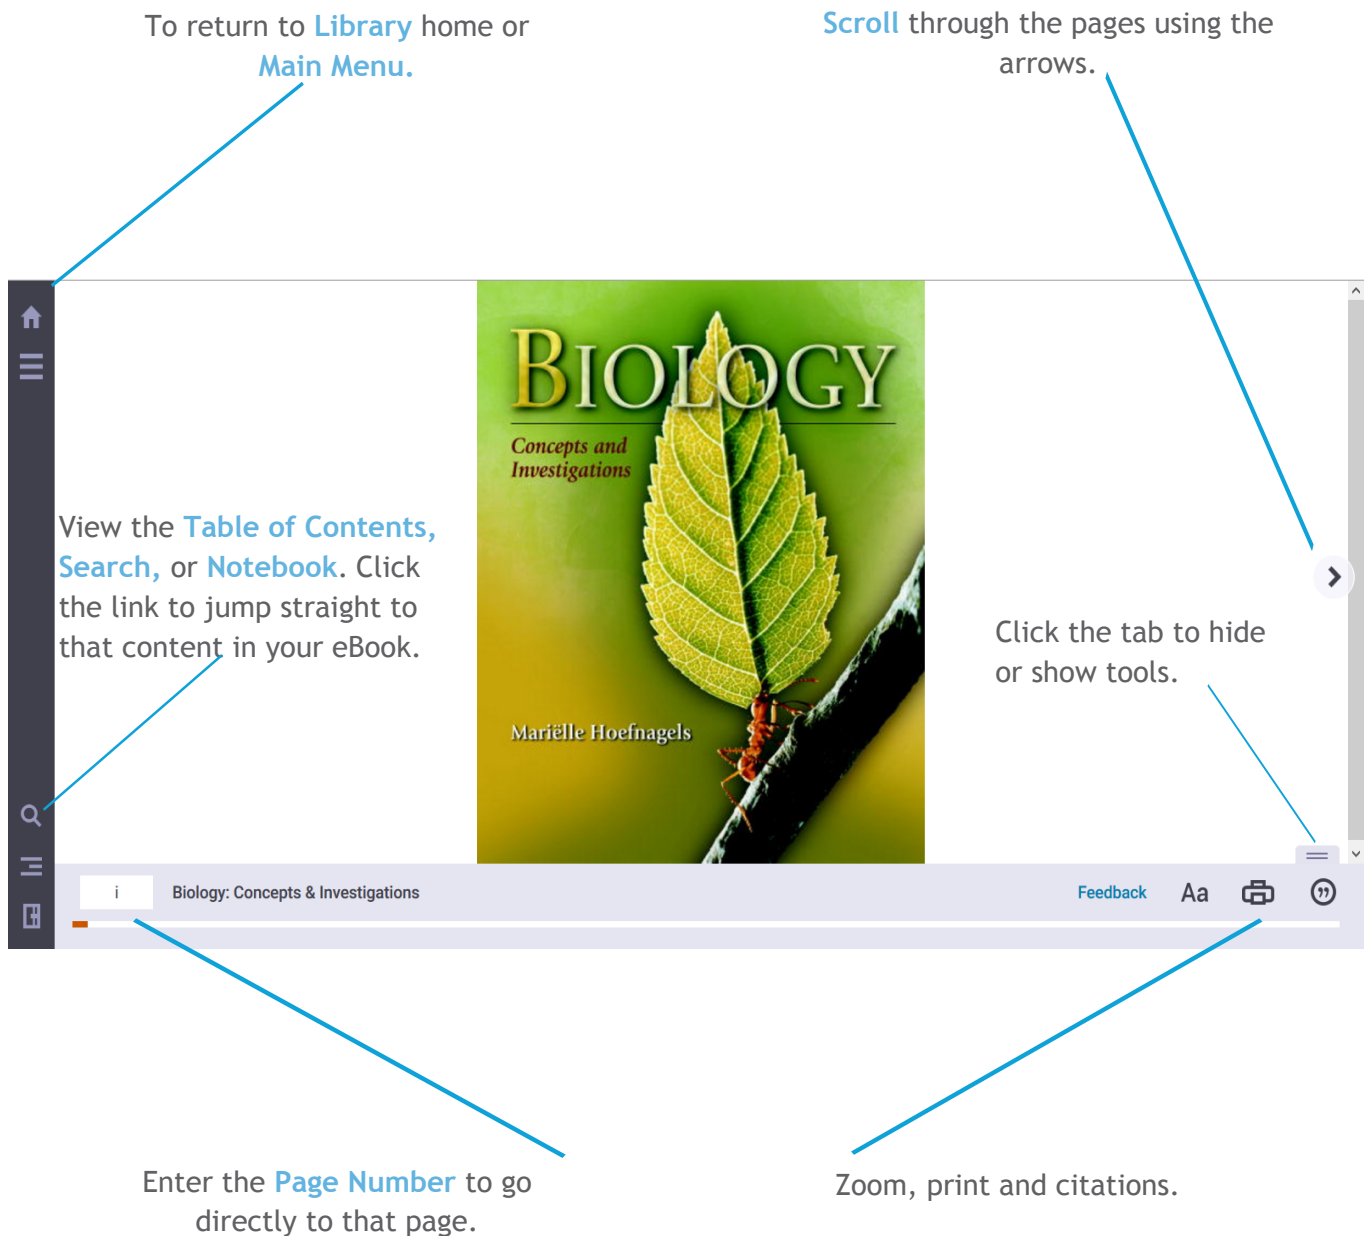 To return to Library home or
Main Menu.
Scroll through the pages using the
arrows.
BIOLOGY
Concepts and
Investigations
View the Table of Contents,
Search, or Notebook. Click
the link to jump straight to
that content in your eBook.
Click the tab to hide
or show tools.
Mariëlle Hoefnagels
i
Biology: Concepts & Investigations
Feedback
Aa
Enter the Page Number to go
directly to that page.
Zoom, print and citations.